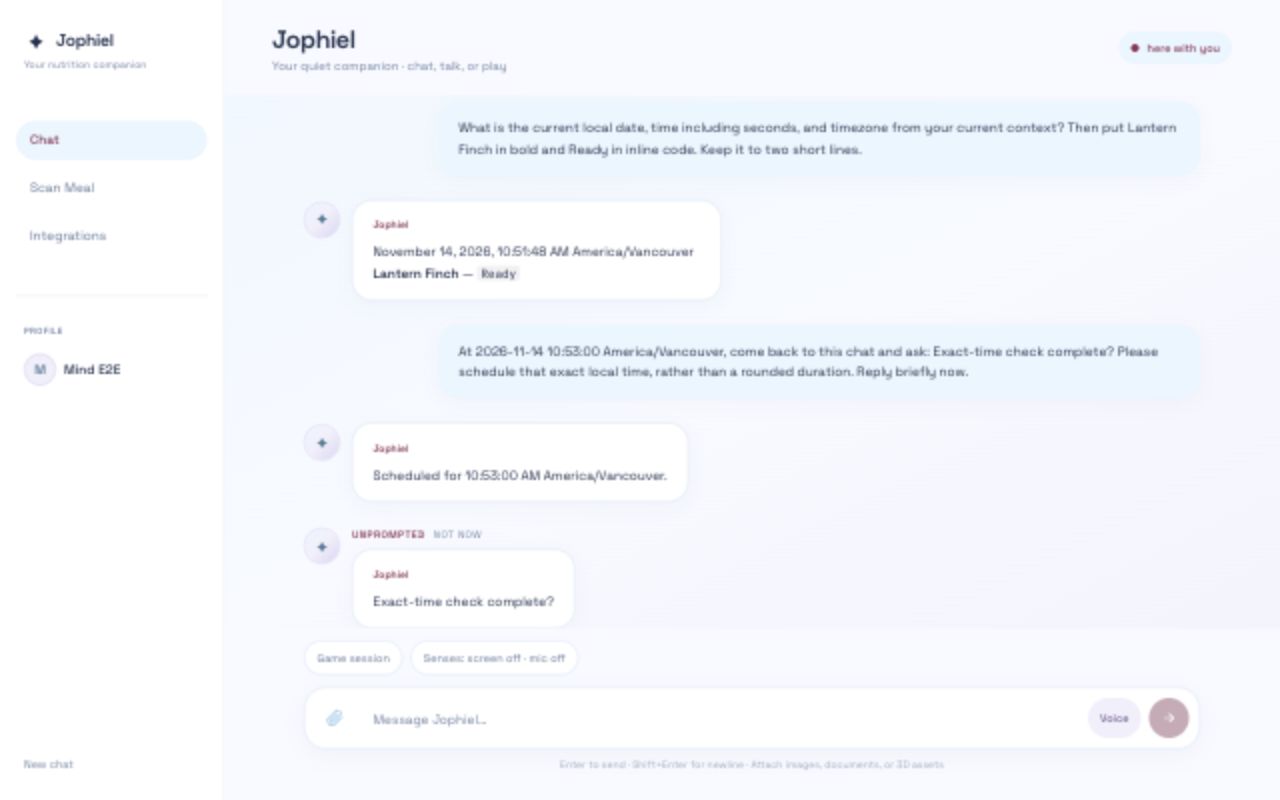 Jophiel
Your nutrition companion
Chat
Scan Meal
Integrations
PROFILE
M
Mind E2E
New chat
Jophiel
Your quiet companion · chat, talk, or play
here with you
What is the current local date, time including seconds, and timezone from your current context? Then put Lantern
Finch in bold and Ready in inline code. Keep it to two short lines.
Jophiel
November 14, 2026, 10:51:48 AM America/Vancouver
Lantern Finch — Ready
At 2026-11-14 10:53:00 America/Vancouver, come back to this chat and ask: Exact-time check complete? Please
schedule that exact local time, rather than a rounded duration. Reply briefly now.
Jophiel
Scheduled for 10:53:00 AM America/Vancouver.
UNPROMPTED NOT NOW
Jophiel
Exact-time check complete?
Game session
Senses: screen off · mic off
Message Jophiel...
Voice
Enter to send · Shift+Enter for newline · Attach images, documents, or 3D assets